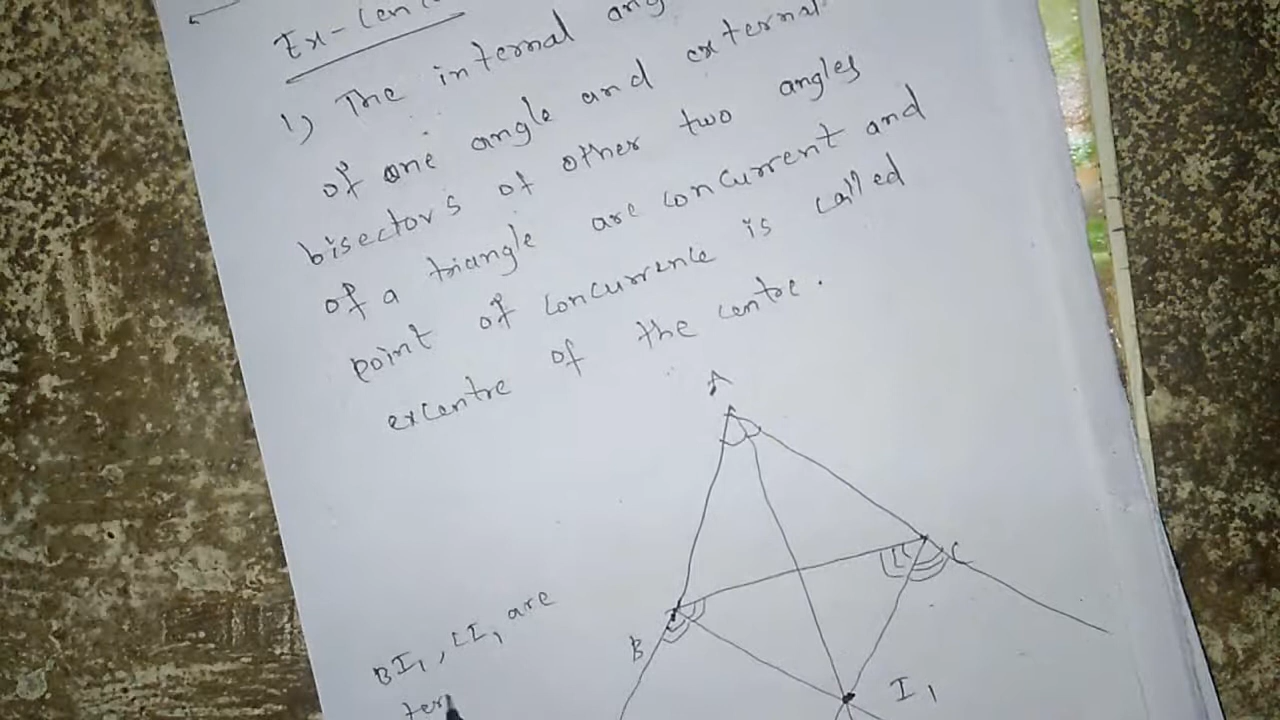 1) The internal
of one angle and external
bisectors of other two angles
of a triangle are concurrent and
point of concurrence is called
excentre of the centre.
A
C
B
I1
BI1, CI1 are